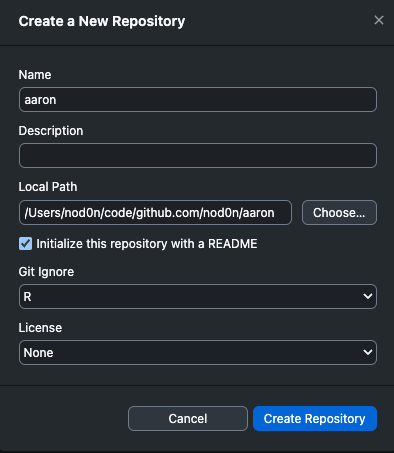 Create a New Repository
Name
aaron
Description
Local Path
/Users/nod0n/code/github.com/nod0n/aaron
Choose...
Initialize this repository with a README
Git Ignore
R
License
None
Cancel
Create Repository